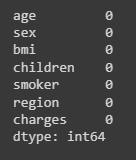 age 0
sex 0
bmi 0
children 0
smoker 0
region 0
charges 0
dtype: int64